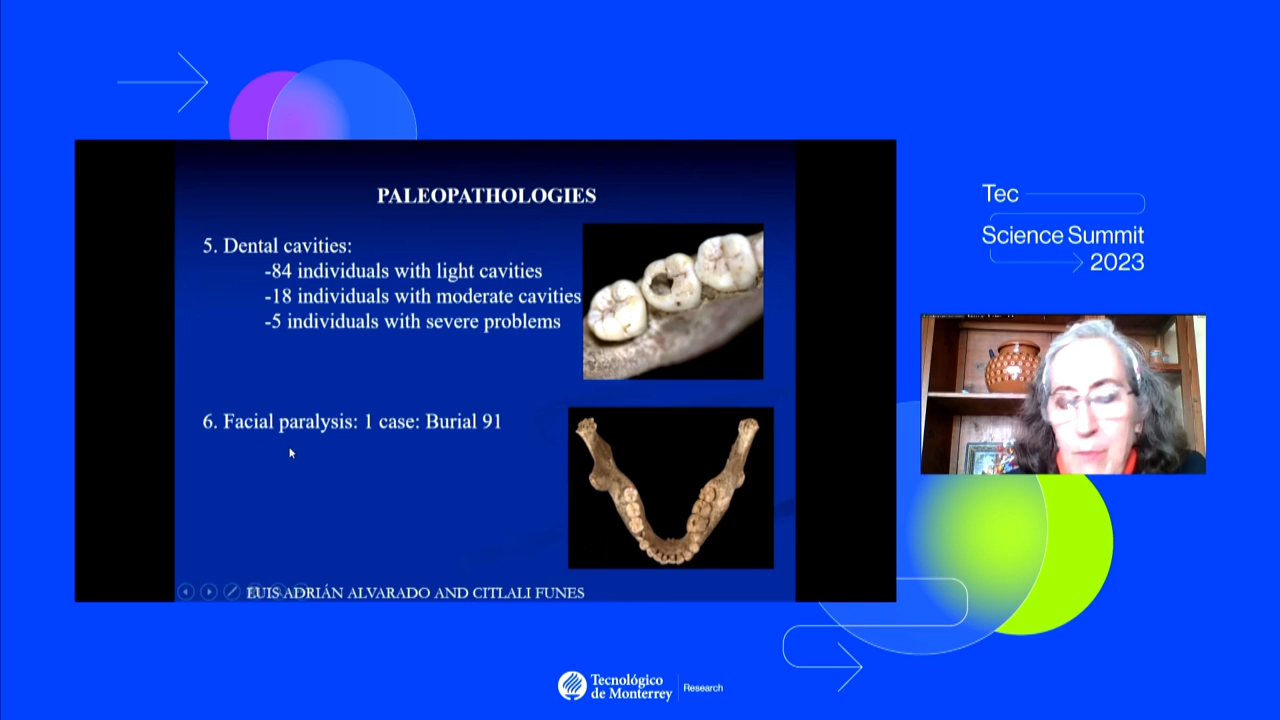 PALEOPATHOLOGIES
5. Dental cavities:
-84 individuals with light cavities
-18 individuals with moderate cavities
-5 individuals with severe problems
6. Facial paralysis: 1 case: Burial 91
LUIS ADRIÁN ALVARADO AND CITLALI FUNES
Tec
Science Summit
2023
Tecnológico
de Monterrey
Research